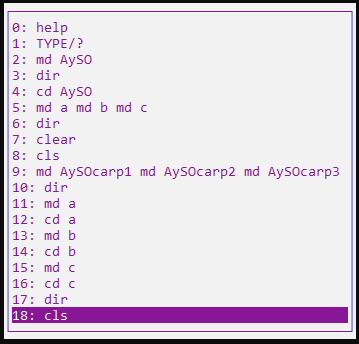 0: help
1: TYPE/?
2: md AySO
3: dir
4: cd AySO
5: md a md b md c
6: dir
7: clear
8: cls
9: md AySOcarp1 md AySOcarp2 md AySOcarp3
10: dir
11: md a
12: cd a
13: md b
14: cd b
15: md c
16: cd c
17: dir
18: cls